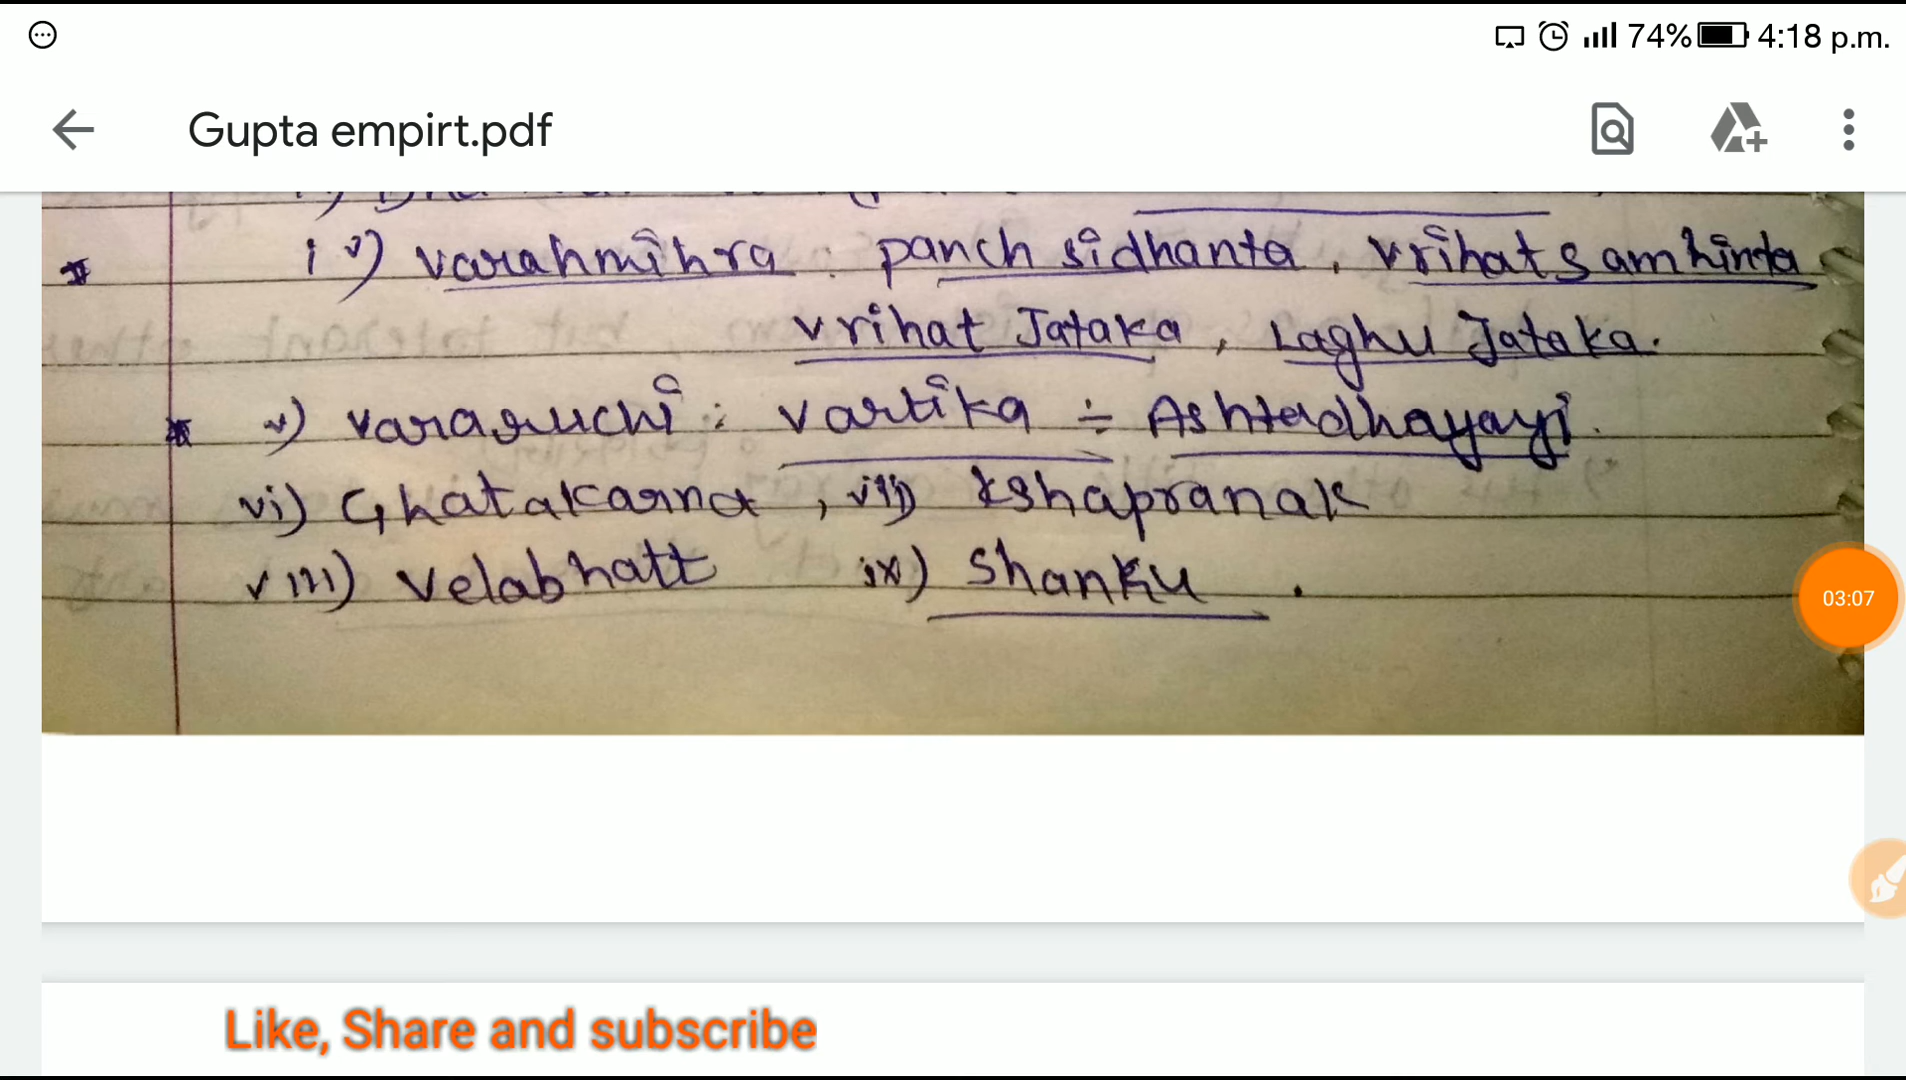 74% 4:18 p.m.
Gupta empirt.pdf
iv) varahmihra : panch sidhanta, vrihat samhinta
vrihat Jataka, Laghu Jataka.
v) vararuchi : vartika ÷ Ashtadhayayi.
vi) Ghatakarna, vii) kshapranak
viii) velabhatt ix) Shanku.
03:07
Like, Share and subscribe